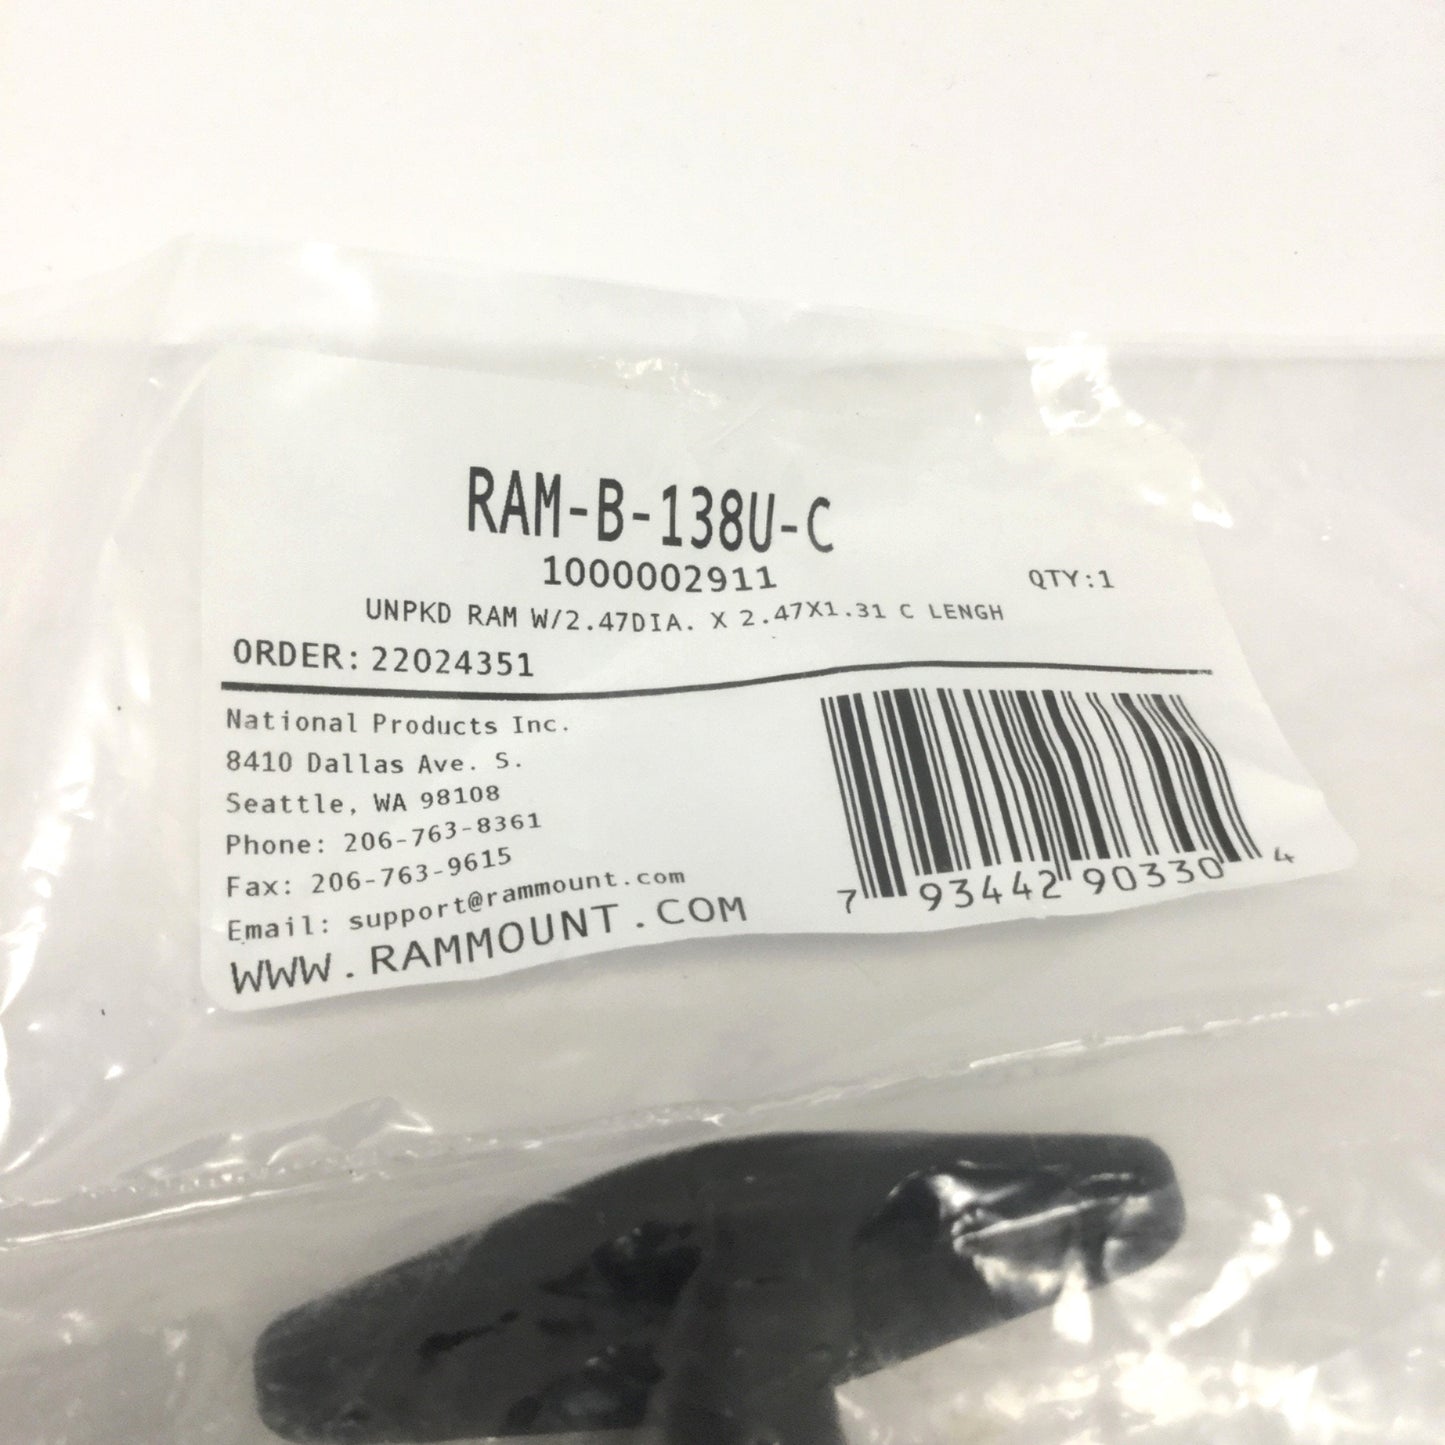 RAM-B-138U-C
1000002911
QTY:1
UNPKD RAM W/2.47DIA. X 2.47X1.31 C LENGH
ORDER: 22024351
National Products Inc.
8410 Dallas Ave. S.
Seattle, WA 98108
Phone: 206-763-8361
Fax: 206-763-9615
Email: support@rammount.com
WWW.RAMMOUNT.COM
7 93442 90330 4